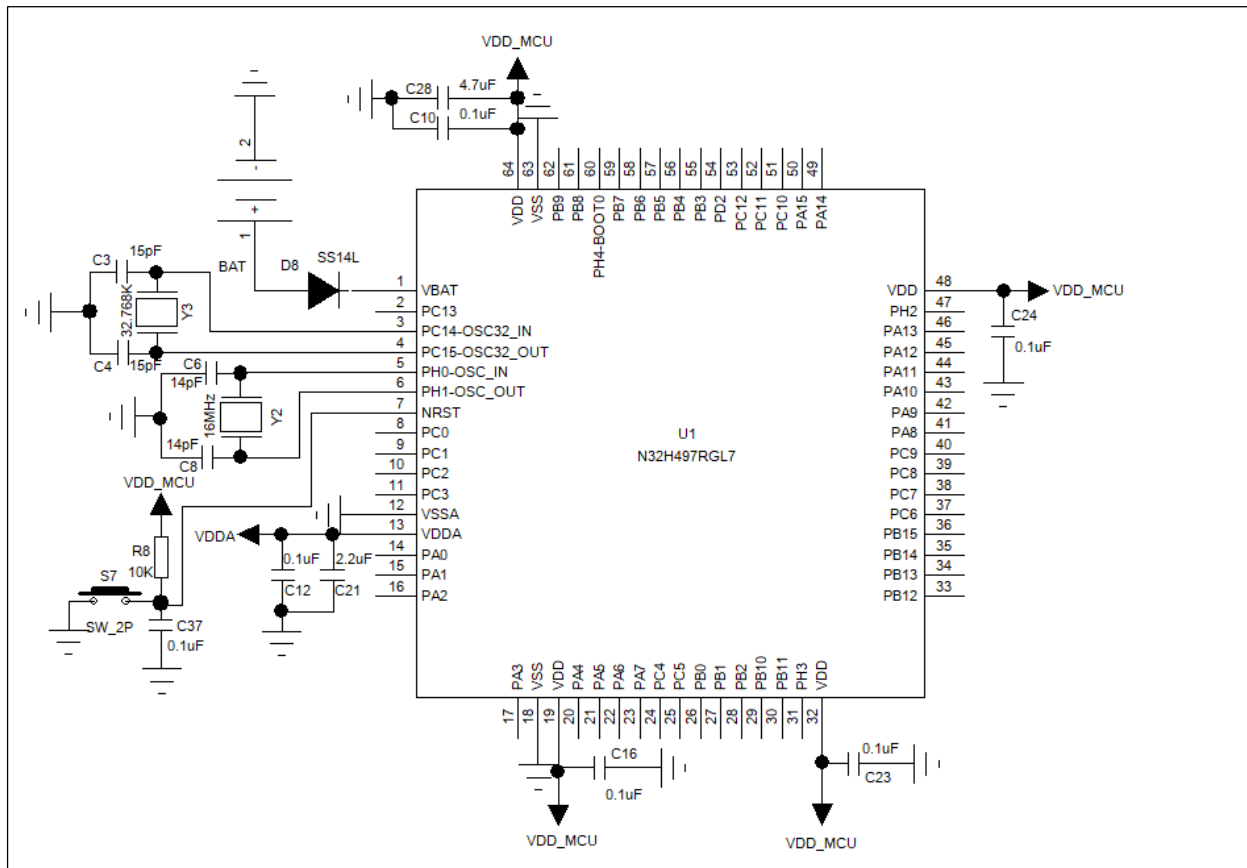 VDD_MCU
C28
4.7uF
C10
0.1uF
2
-
+
1
BAT
D8
SS14L
64
63
62
61
60
59
58
57
56
55
54
53
52
51
50
49
VDD
VSS
PB9
PB8
PH4-BOOT0
PB7
PB6
PB5
PB4
PB3
PD2
PC12
PC11
PC10
PA15
PA14
C3
15pF
32.768K
Y3
C4
15pF
C6
14pF
16MHz
Y2
14pF
C8
1 VBAT
2 PC13
3 PC14-OSC32_IN
4 PC15-OSC32_OUT
5 PH0-OSC_IN
6 PH1-OSC_OUT
7 NRST
8 PC0
9 PC1
10 PC2
11 PC3
12 VSSA
13 VDDA
14 PA0
15 PA1
16 PA2
U1
N32H497RGL7
VDD 48
PH2 47
PA13 46
PA12 45
PA11 44
PA10 43
PA9 42
PA8 41
PC9 40
PC8 39
PC7 38
PC6 37
PB15 36
PB14 35
PB13 34
PB12 33
VDD_MCU
C24
0.1uF
VDD_MCU
R8
10K
S7
SW_2P
C37
0.1uF
VDDA
0.1uF
2.2uF
C12
C21
PA3
VSS
VDD
PA4
PA5
PA6
PA7
PC4
PC5
PB0
PB1
PB2
PB10
PB11
PH3
VDD
17
18
19
20
21
22
23
24
25
26
27
28
29
30
31
32
C16
0.1uF
VDD_MCU
0.1uF
C23
VDD_MCU